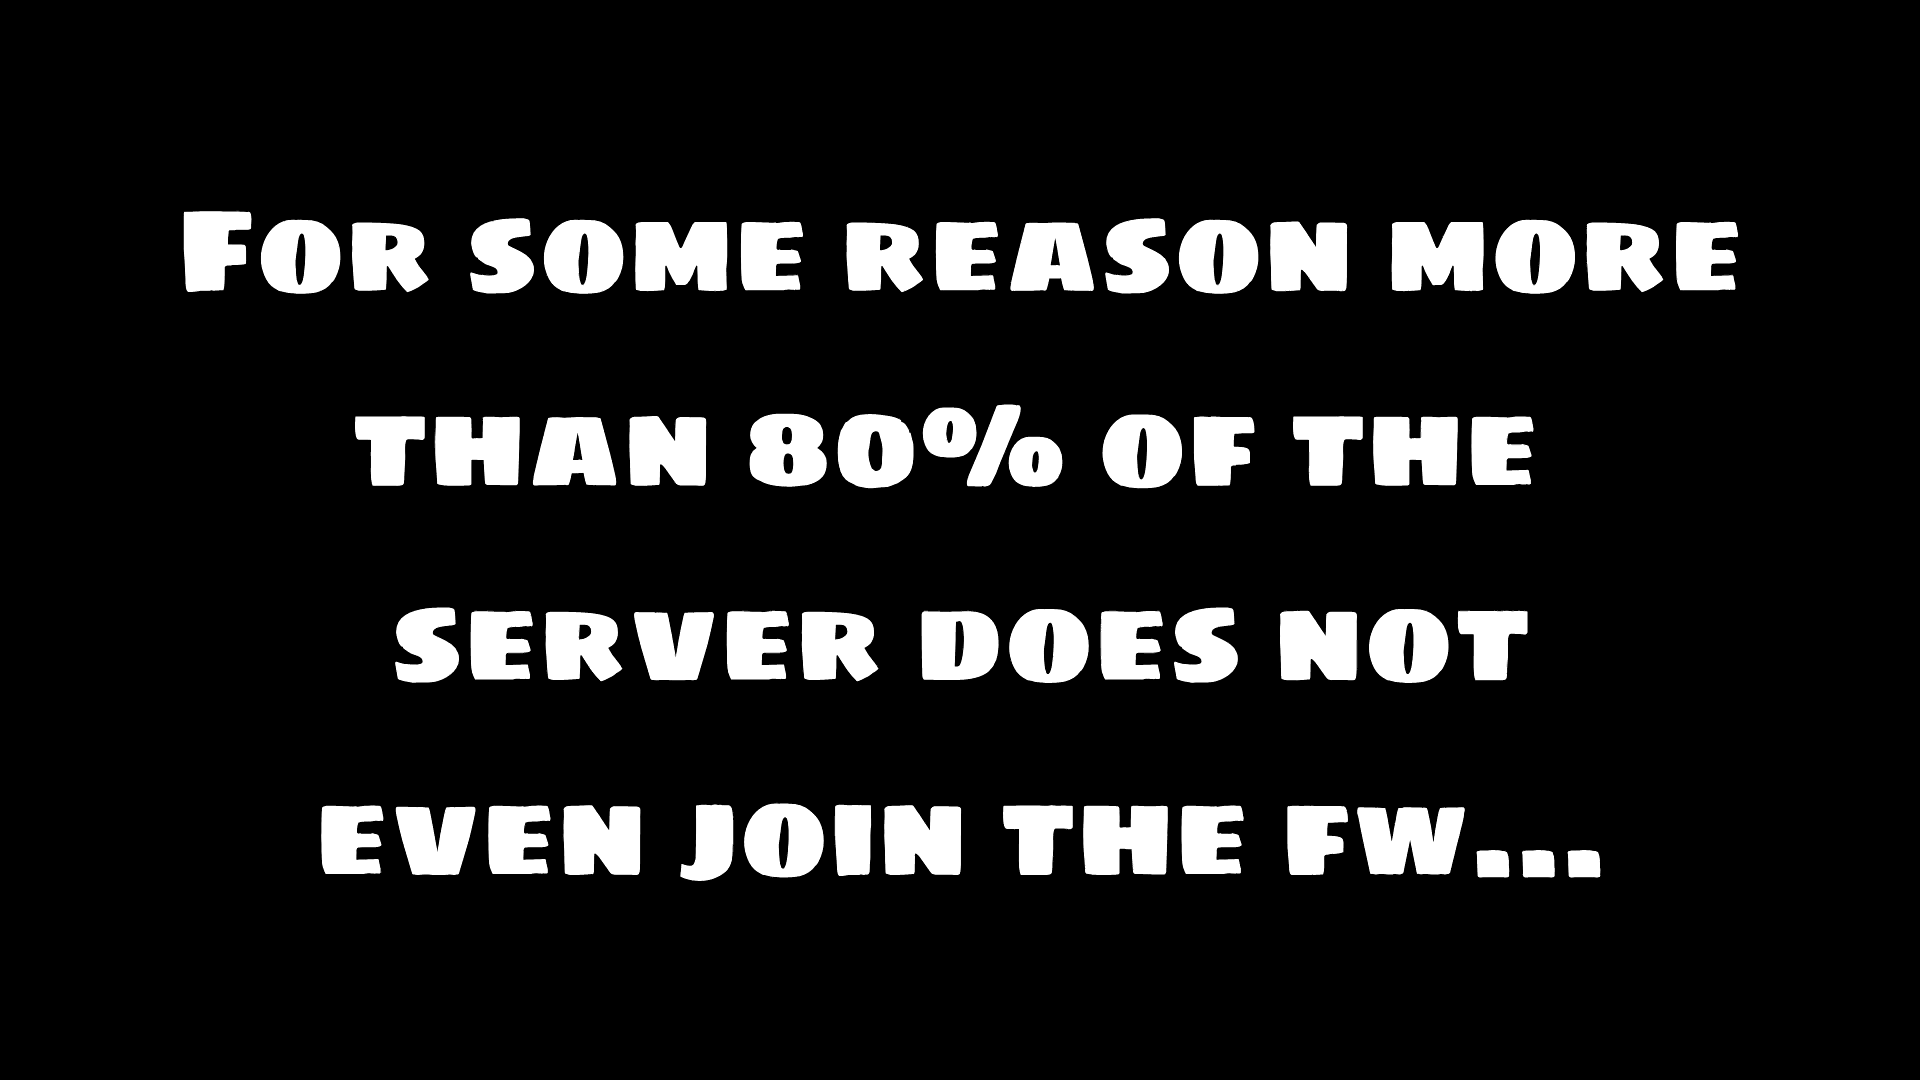 For some reason more
than 80% of the
server does not
even join the fw...